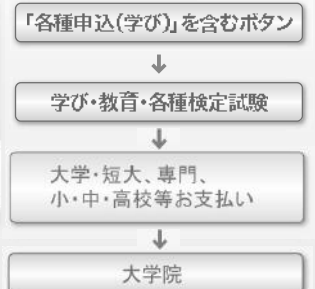 「各種申込(学び)」を含むボタン
↓
学び・教育・各種検定試験
↓
大学・短大、専門、
小・中・高校等お支払い
↓
大学院